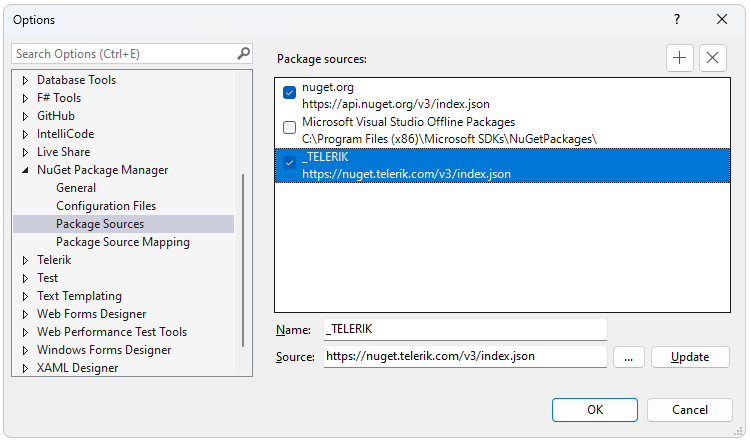 Options
?
Search Options (Ctrl+E)
Database Tools
F# Tools
GitHub
IntelliCode
Live Share
NuGet Package Manager
General
Configuration Files
Package Sources
Package Source Mapping
Telerik
Test
Text Templating
Web Forms Designer
Web Performance Test Tools
Windows Forms Designer
XAML Designer
Package sources:
nuget.org
https://api.nuget.org/v3/index.json
Microsoft Visual Studio Offline Packages
C:\Program Files (x86)\Microsoft SDKs\NuGetPackages\
_TELERIK
https://nuget.telerik.com/v3/index.json
Name: _TELERIK
Source: https://nuget.telerik.com/v3/index.json ... Update
OK Cancel